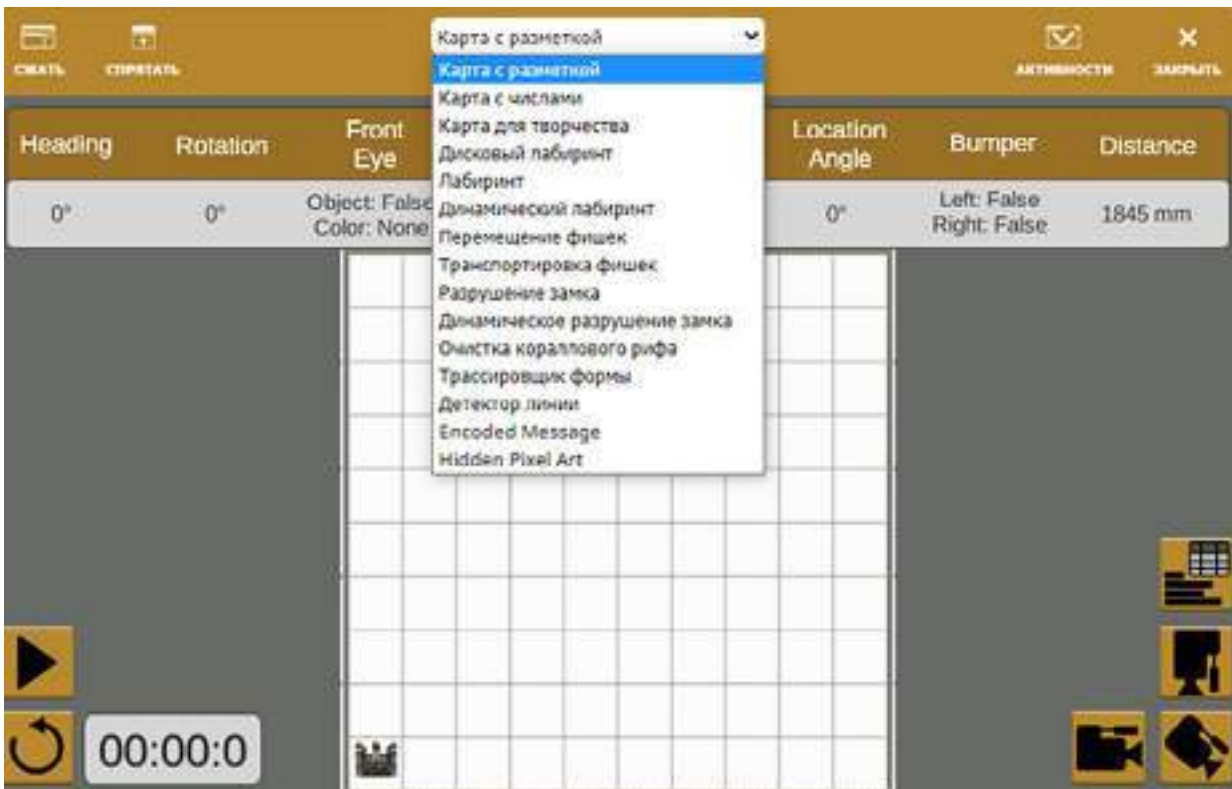 Карта с разметкой
СЖАТЬ
СПРЯТАТЬ
АКТИВНОСТИ
ЗАКРЫТЬ
Карта с разметкой
Карта с числами
Карта для творчества
Дисковый лабиринт
Лабиринт
Динамический лабиринт
Перемещение фишек
Транспортировка фишек
Разрушение замка
Динамическое разрушение замка
Очистка кораллового рифа
Трассировщик формы
Детектор линии
Encoded Message
Hidden Pixel Art
Heading
Rotation
Front
Eye
Location
Angle
Bumper
Distance
0°
0°
Object: False
Color: None
0°
Left: False
Right: False
1845 mm
00:00:0